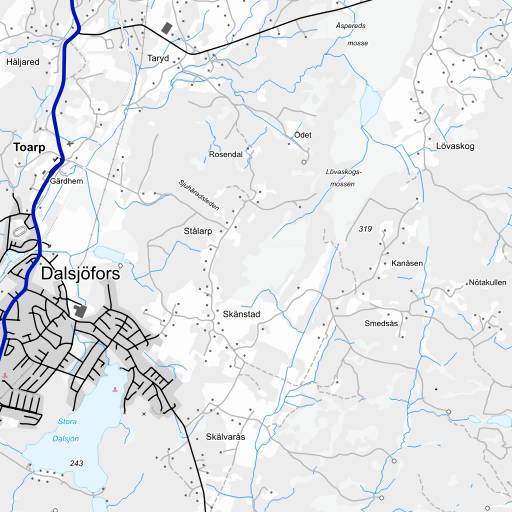 Åspereds
mosse
Häljared
Taryd
Ödet
Toarp
Lövaskog
Rosendal
Lövaskogs-
mossen
Gärdhem
Sjuhäradsleden
319
Stålarp
Kanåsen
Dalsjöfors
Nötakullen
Skänstad
Smedsås
Stora
Dalsjön
Skälvarås
243